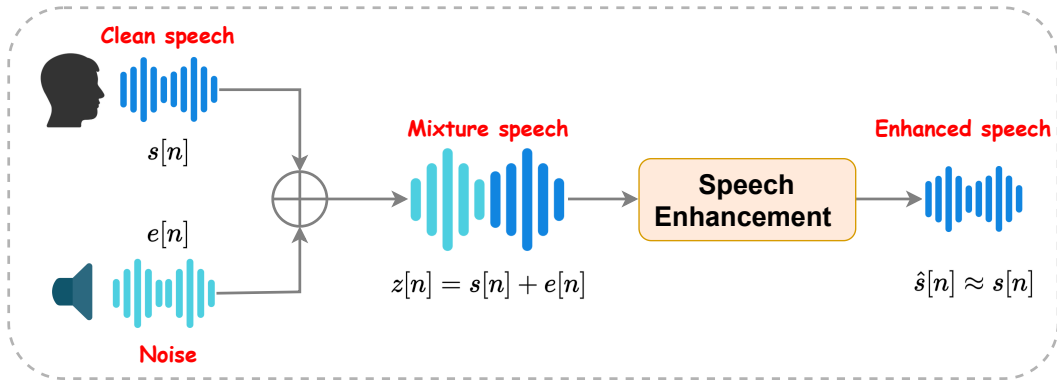 Clean speech
s[n]
e[n]
Noise
Mixture speech
z[n] = s[n] + e[n]
Speech
Enhancement
Enhanced speech
ŝ[n] ≈ s[n]